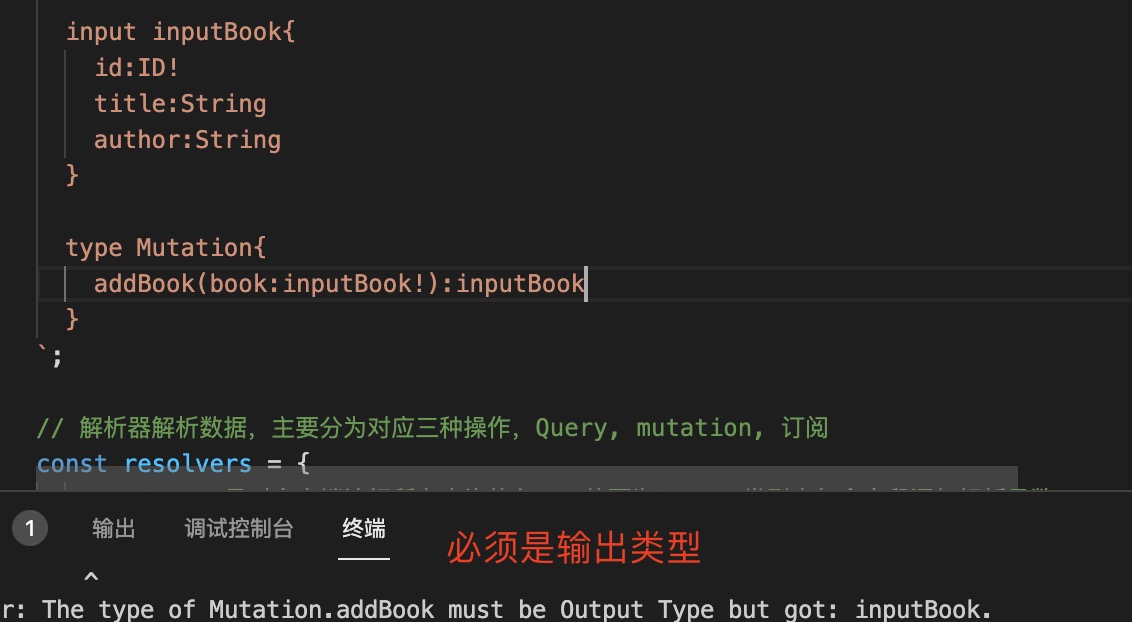 input inputBook{
id:ID!
title:String
author:String
}
type Mutation{
addBook(book:inputBook!):inputBook
}
`;
// 解析器解析数据，主要分为对应三种操作，Query, mutation, 订阅
const resolvers = {
1 输出 调试控制台 终端
必须是输出类型
^
r: The type of Mutation.addBook must be Output Type but got: inputBook.